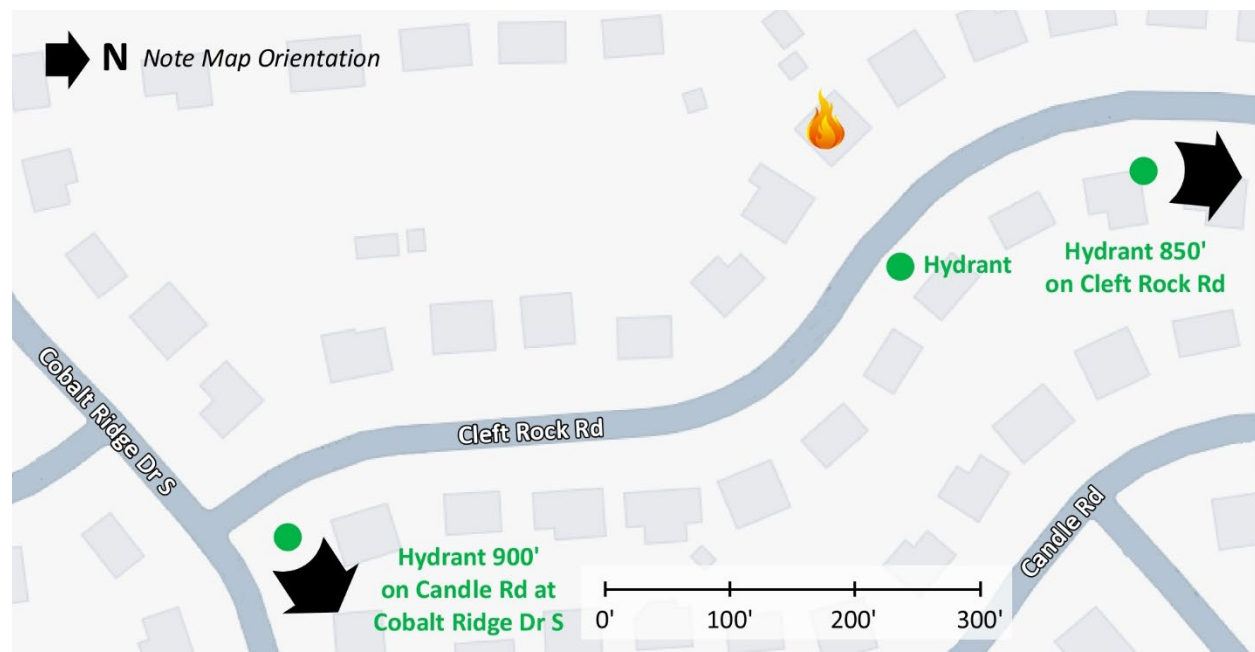 N Note Map Orientation
Hydrant
Hydrant 850'
on Cleft Rock Rd
Cobalt Ridge Dr S
Cleft Rock Rd
Candle Rd
Hydrant 900'
on Candle Rd at
Cobalt Ridge Dr S
0' 100' 200' 300'